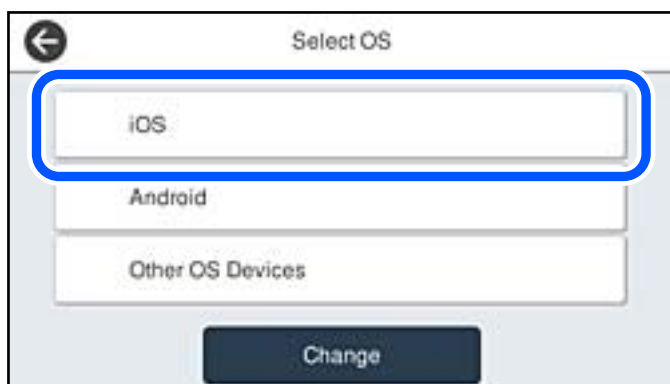 Select OS
iOS
Android
Other OS Devices
Change